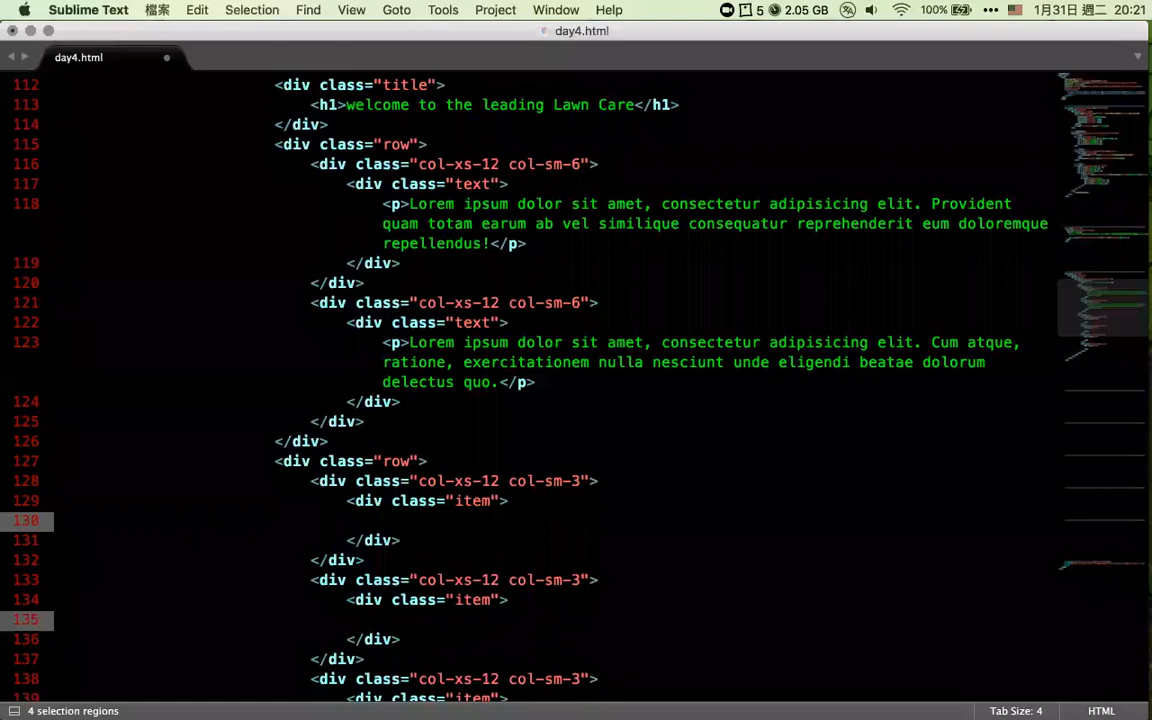 Sublime Text 檔案 Edit Selection Find View Goto Tools Project Window Help 5 2.05 GB 100% 1月31日 週二 20:21
day4.html
day4.html
112 <div class="title">
113 <h1>welcome to the leading Lawn Care</h1>
114 </div>
115 <div class="row">
116 <div class="col-xs-12 col-sm-6">
117 <div class="text">
118 <p>Lorem ipsum dolor sit amet, consectetur adipisicing elit. Provident
quam totam earum ab vel similique consequatur reprehenderit eum doloremque
repellendus!</p>
119 </div>
120 </div>
121 <div class="col-xs-12 col-sm-6">
122 <div class="text">
123 <p>Lorem ipsum dolor sit amet, consectetur adipisicing elit. Cum atque,
ratione, exercitationem nulla nesciunt unde eligendi beatae dolorum
delectus quo.</p>
124 </div>
125 </div>
126 </div>
127 <div class="row">
128 <div class="col-xs-12 col-sm-3">
129 <div class="item">
130
131 </div>
132 </div>
133 <div class="col-xs-12 col-sm-3">
134 <div class="item">
135
136 </div>
137 </div>
138 <div class="col-xs-12 col-sm-3">
139 <div class="item">
4 selection regions Tab Size: 4 HTML